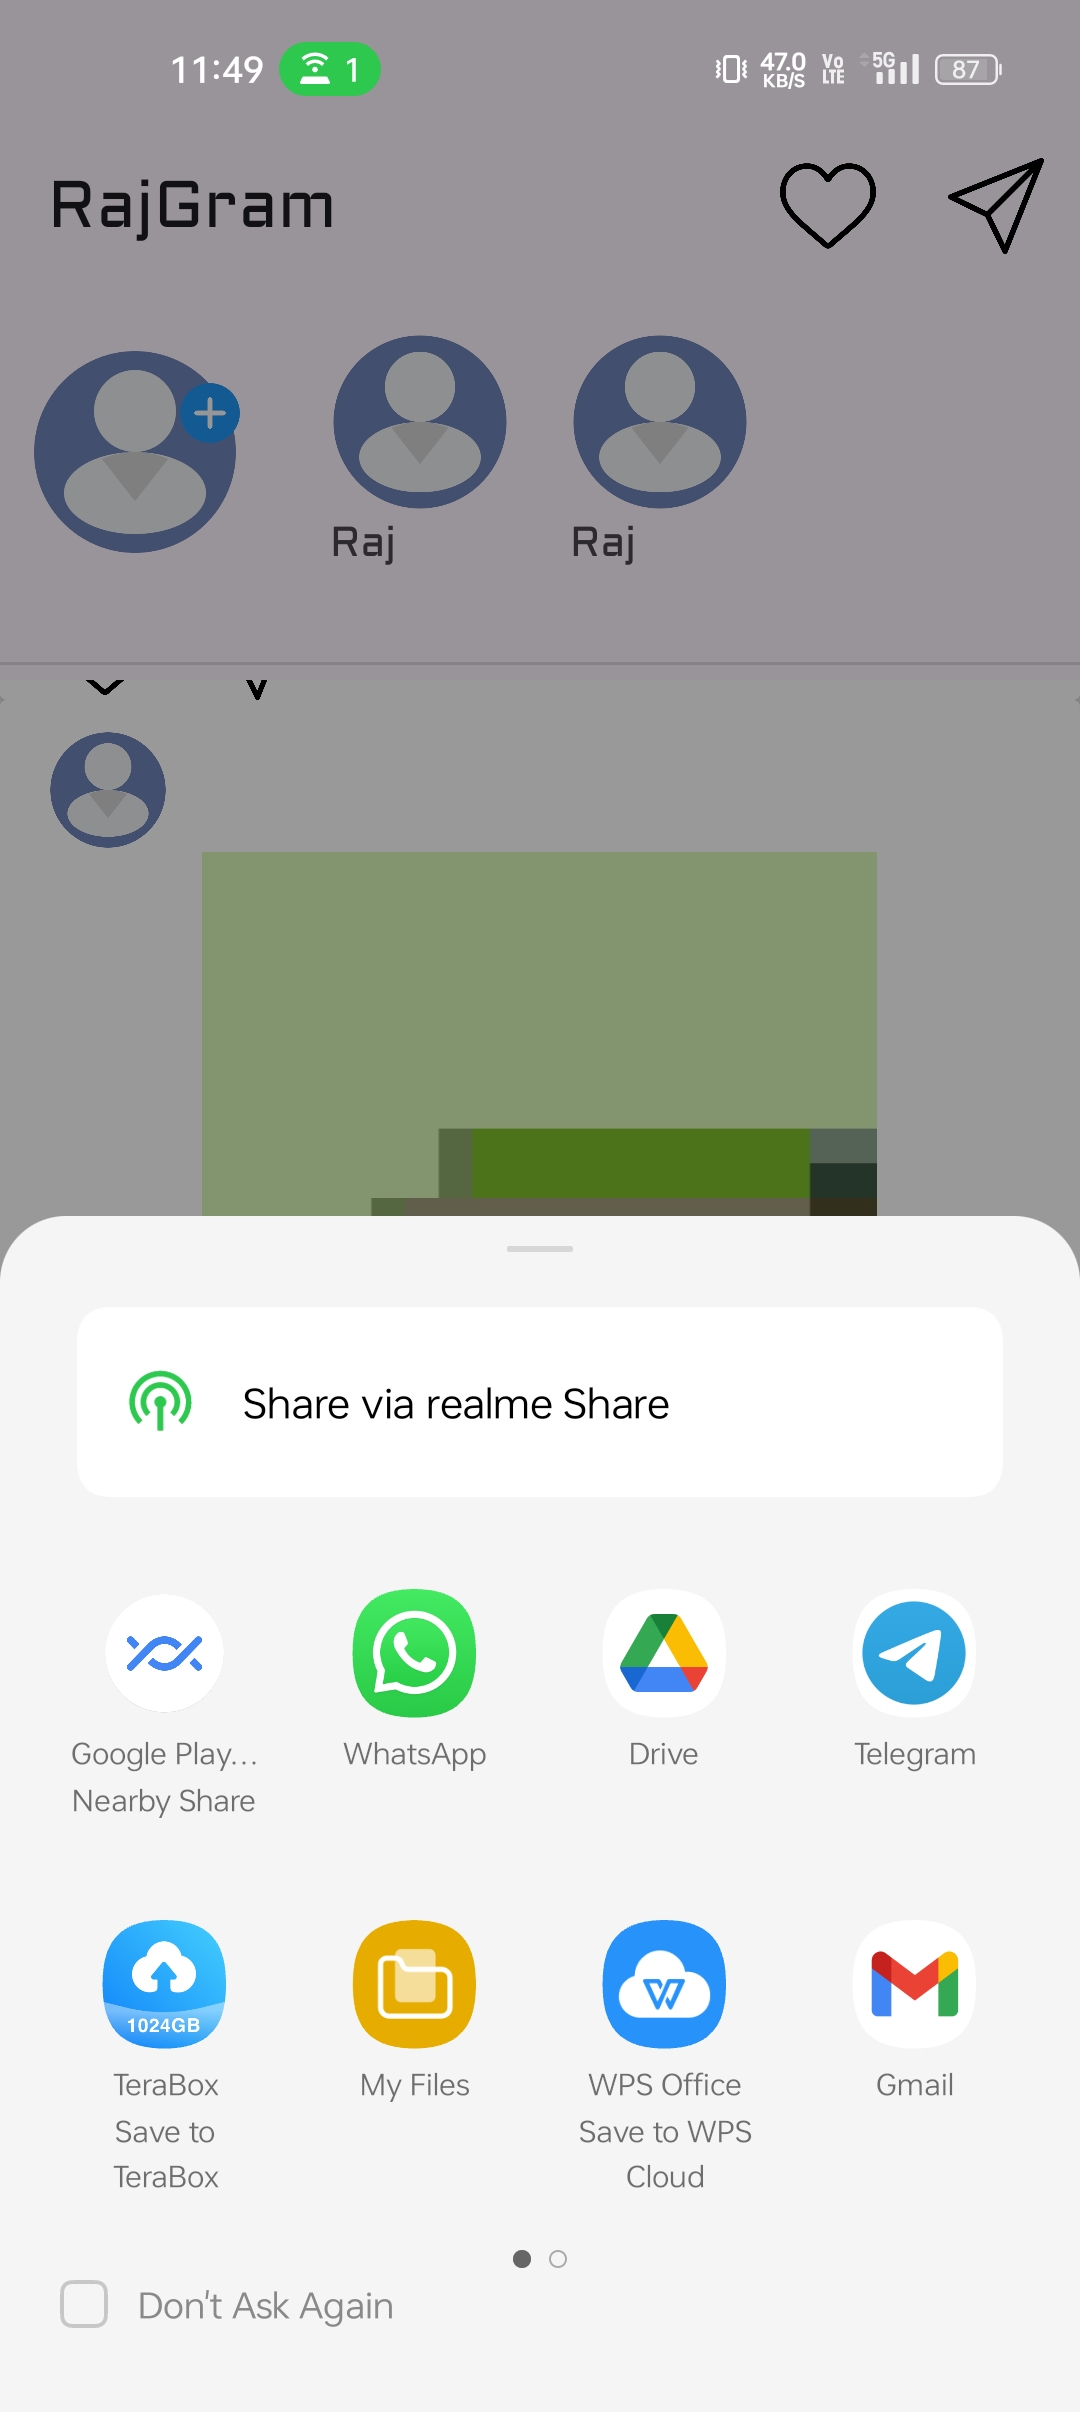 11:49 1 47.0 KB/S Vo LTE 5G 87
RajGram
Raj Raj
Share via realme Share
Google Play... WhatsApp Drive Telegram
Nearby Share
1024GB
TeraBox My Files WPS Office Gmail
Save to Save to WPS
TeraBox Cloud
Don't Ask Again